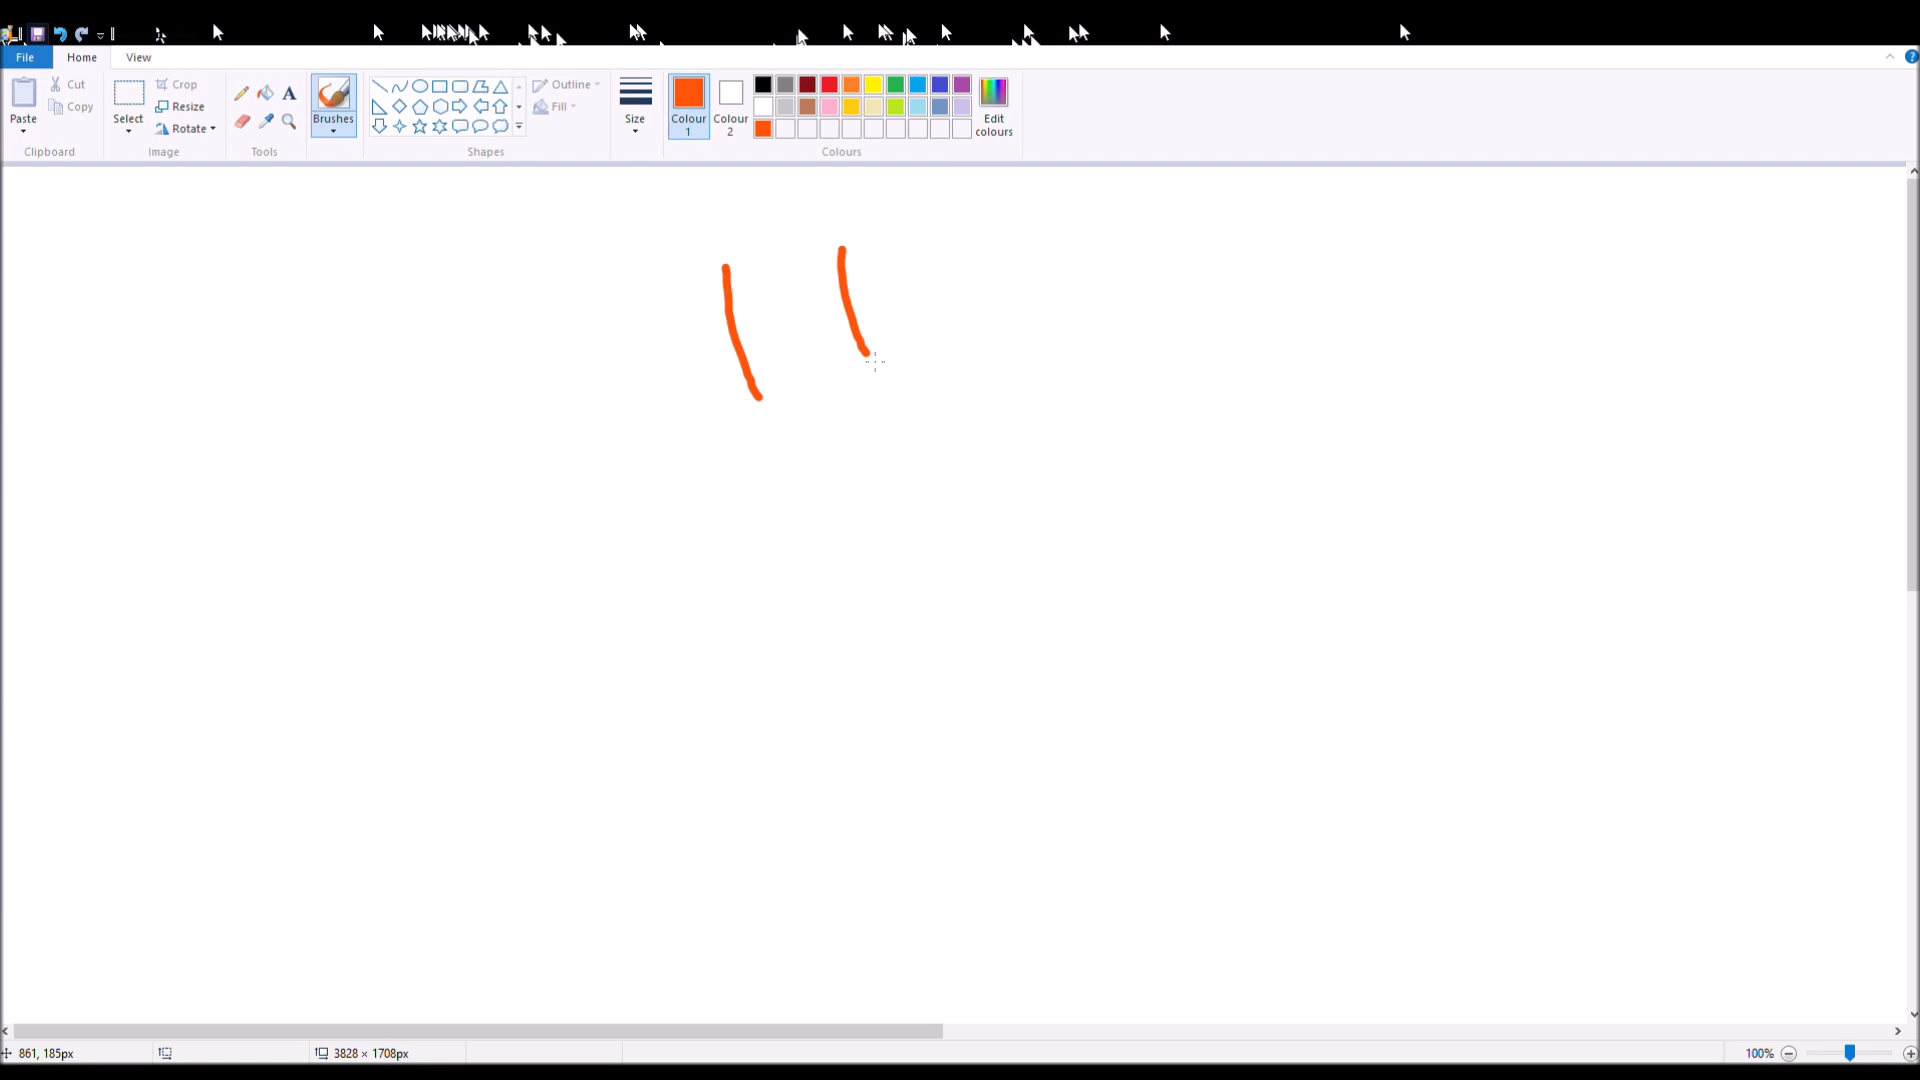 File Home View
Paste Cut Copy Select Crop Resize Rotate A Brushes Outline Fill Size Colour 1 Colour 2 Edit colours
Clipboard Image Tools Shapes Colours
861, 185px 3828 × 1708px 100%